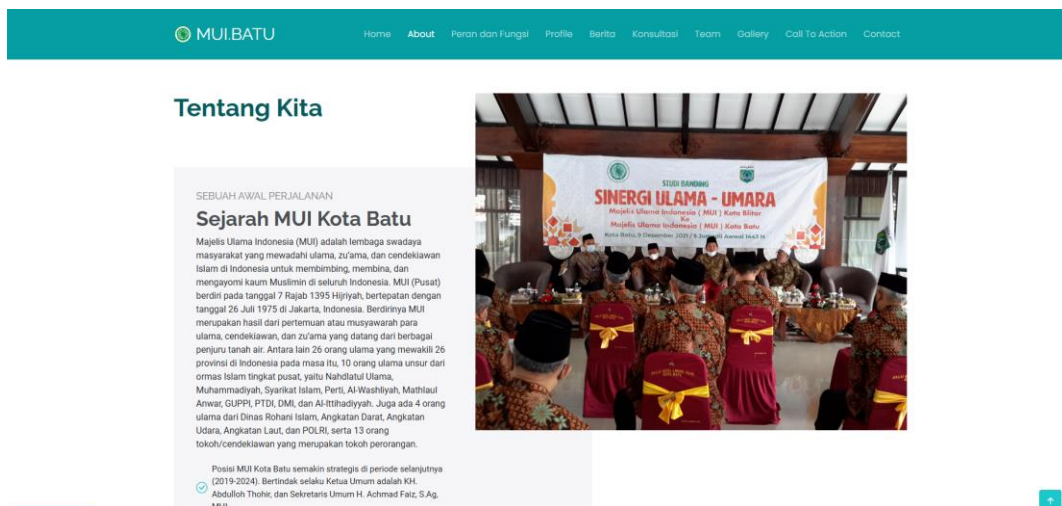 MUI.BATU
Home About Peran dan Fungsi Profile Berita Konsultasi Team Gallery Call To Action Contact
Tentang Kita
SEBUAH AWAL PERJALANAN
Sejarah MUI Kota Batu
Majelis Ulama Indonesia (MUI) adalah lembaga swadaya
masyarakat yang mewadahi ulama, zu'ama, dan cendekiawan
Islam di Indonesia untuk membimbing, membina, dan
mengayomi kaum Muslimin di seluruh Indonesia. MUI (Pusat)
berdiri pada tanggal 7 Rajab 1395 Hijriyah, bertepatan dengan
tanggal 26 Juli 1975 di Jakarta, Indonesia. Berdirinya MUI
merupakan hasil dari pertemuan atau musyawarah para
ulama, cendekiawan, dan zu'ama yang datang dari berbagai
penjuru tanah air. Antara lain 26 orang ulama yang mewakili 26
provinsi di Indonesia pada masa itu, 10 orang ulama unsur dari
ormas Islam tingkat pusat, yaitu Nahdlatul Ulama,
Muhammadiyah, Syarikat Islam, Perti, Al-Washliyah, Mathlaul
Anwar, GUPPI, PTDI, DMI, dan Al-Ittihadiyyah. Juga ada 4 orang
ulama dari Dinas Rohani Islam, Angkatan Darat, Angkatan
Udara, Angkatan Laut, dan POLRI, serta 13 orang
tokoh/cendekiawan yang merupakan tokoh perorangan.
Posisi MUI Kota Batu semakin strategis di periode selanjutnya
(2019-2024). Bertindak selaku Ketua Umum adalah KH.
Abdulloh Thohir, dan Sekretaris Umum H. Achmad Faiz, S.Ag,
MUI
STUDI BANDING
SINERGI ULAMA - UMARA
Majelis Ulama Indonesia ( MUI ) Kota Blitar
Ke
Majelis Ulama Indonesia ( MUI ) Kota Batu
Kota Batu, 9 Desember 2021 / 5 Awwal 1443 H